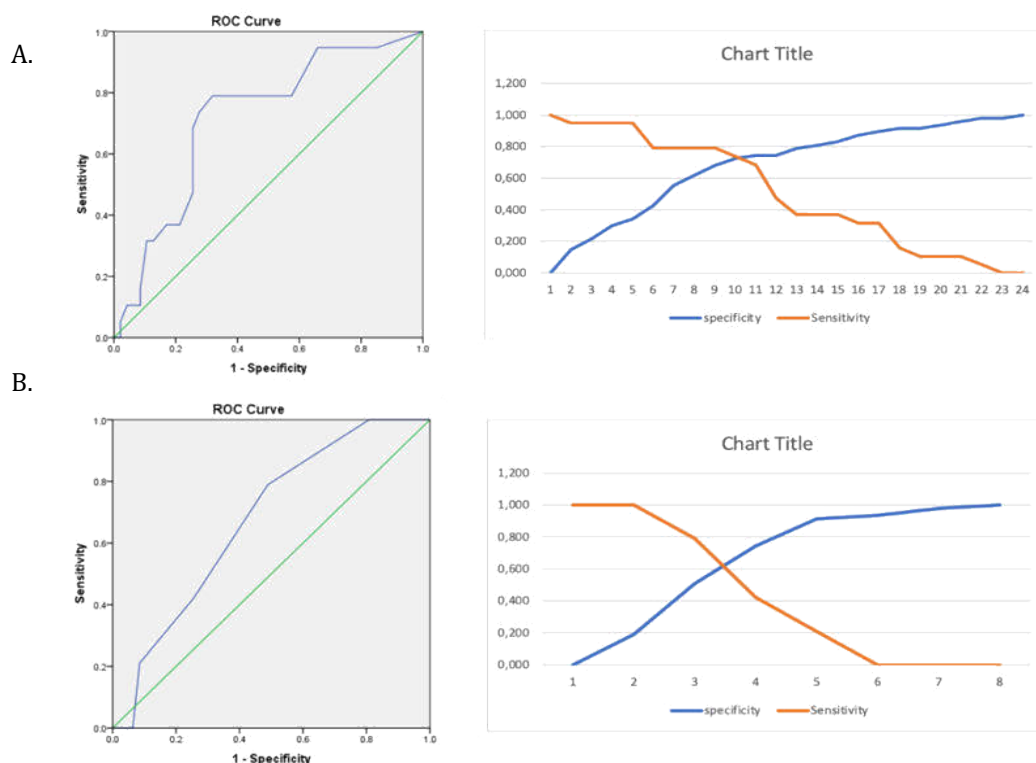 A.
ROC Curve
1.0
0.8
0.6
0.4
0.2
0.0
Sensitivity
0.0 0.2 0.4 0.6 0.8 1.0
1 - Specificity
Chart Title
1,200
1,000
0,800
0,600
0,400
0,200
0,000
1 2 3 4 5 6 7 8 9 10 11 12 13 14 15 16 17 18 19 20 21 22 23 24
specificity Sensitivity
B.
ROC Curve
1.0
0.8
0.6
0.4
0.2
0.0
Sensitivity
0.0 0.2 0.4 0.6 0.8 1.0
1 - Specificity
Chart Title
1,200
1,000
0,800
0,600
0,400
0,200
0,000
1 2 3 4 5 6 7 8
specificity Sensitivity